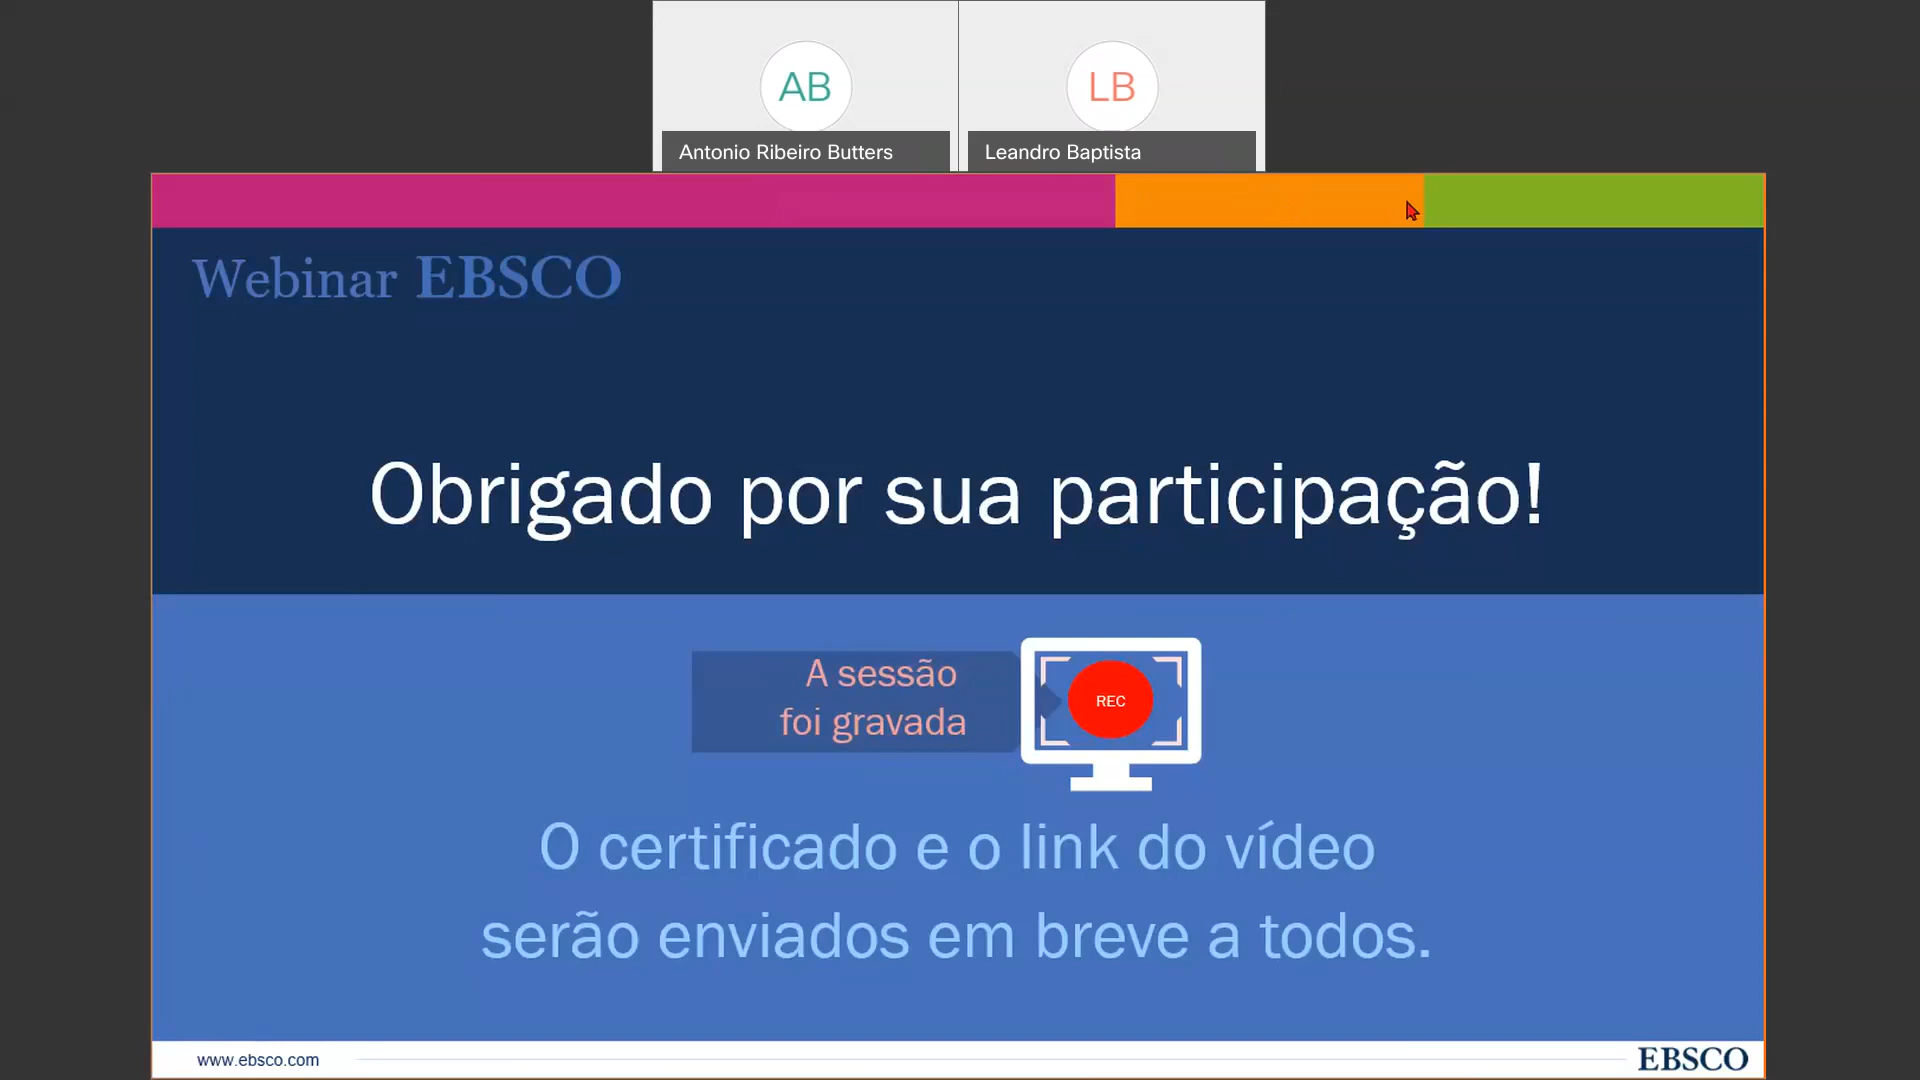 AB
LB
Antonio Ribeiro Butters
Leandro Baptista
Webinar EBSCO
Obrigado por sua participação!
A sessão
foi gravada
REC
O certificado e o link do vídeo
serão enviados em breve a todos.
www.ebsco.com
EBSCO